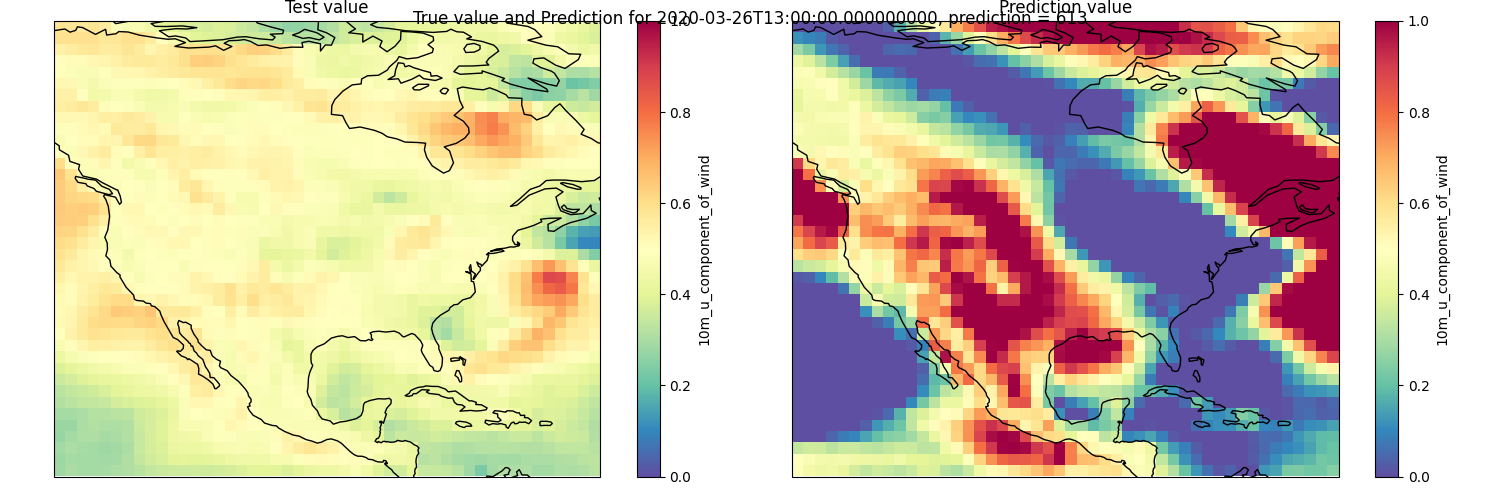 Test value
True value and Prediction for 2020-03-26T13:00:00.000000000, prediction = 613
Prediction value
1.0
0.8
0.6
0.4
0.2
0.0
10m_u_component_of_wind
1.0
0.8
0.6
0.4
0.2
0.0
10m_u_component_of_wind